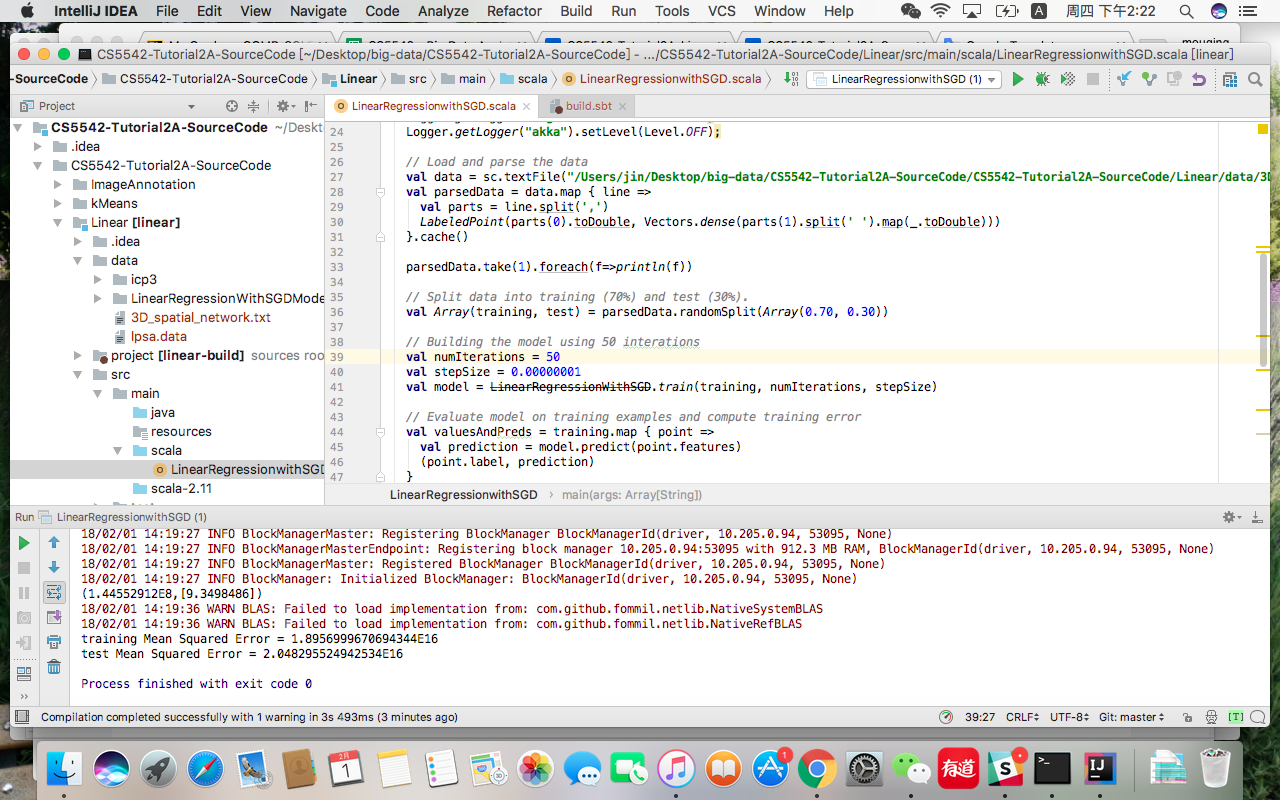 IntelliJ IDEA File Edit View Navigate Code Analyze Refactor Build Run Tools VCS Window Help A 周四 下午2:22
CS5542-Tutorial2A-SourceCode [~/Desktop/big-data/CS5542-Tutorial2A-SourceCode] - .../CS5542-Tutorial2A-SourceCode/Linear/src/main/scala/LinearRegressionwithSGD.scala [linear]
-SourceCode CS5542-Tutorial2A-SourceCode Linear src main scala LinearRegressionwithSGD.scala LinearRegressionWithSGD (1)
Project LinearRegressionwithSGD.scala build.sbt
CS5542-Tutorial2A-SourceCode ~/Deskt
.idea
CS5542-Tutorial2A-SourceCode
ImageAnnotation
kMeans
Linear [linear]
.idea
data
icp3
LinearRegressionWithSGDMode
3D_spatial_network.txt
lpsa.data
project [linear-build] sources roo
src
main
java
resources
scala
LinearRegressionwithSGD
scala-2.11
24 Logger.getLogger("akka").setLevel(Level.OFF);
25
26 // Load and parse the data
27 val data = sc.textFile("/Users/jin/Desktop/big-data/CS5542-Tutorial2A-SourceCode/CS5542-Tutorial2A-SourceCode/Linear/data/3D
28 val parsedData = data.map { line =>
29 val parts = line.split(',')
30 LabeledPoint(parts(0).toDouble, Vectors.dense(parts(1).split(' ').map(_.toDouble)))
31 }.cache()
32
33 parsedData.take(1).foreach(f=>println(f))
34
35 // Split data into training (70%) and test (30%).
36 val Array(training, test) = parsedData.randomSplit(Array(0.70, 0.30))
37
38 // Building the model using 50 interations
39 val numIterations = 50
40 val stepSize = 0.00000001
41 val model = LinearRegressionWithSGD.train(training, numIterations, stepSize)
42
43 // Evaluate model on training examples and compute training error
44 val valuesAndPreds = training.map { point =>
45 val prediction = model.predict(point.features)
46 (point.label, prediction)
47 }
LinearRegressionwithSGD main(args: Array[String])
Run LinearRegressionwithSGD (1)
18/02/01 14:19:27 INFO BlockManagerMaster: Registering BlockManager BlockManagerId(driver, 10.205.0.94, 53095, None)
18/02/01 14:19:27 INFO BlockManagerMasterEndpoint: Registering block manager 10.205.0.94:53095 with 912.3 MB RAM, BlockManagerId(driver, 10.205.0.94, 53095, None)
18/02/01 14:19:27 INFO BlockManagerMaster: Registered BlockManager BlockManagerId(driver, 10.205.0.94, 53095, None)
18/02/01 14:19:27 INFO BlockManager: Initialized BlockManager: BlockManagerId(driver, 10.205.0.94, 53095, None)
(1.44552912E8,[9.3498486])
18/02/01 14:19:36 WARN BLAS: Failed to load implementation from: com.github.fommil.netlib.NativeSystemBLAS
18/02/01 14:19:36 WARN BLAS: Failed to load implementation from: com.github.fommil.netlib.NativeRefBLAS
training Mean Squared Error = 1.8956999670694344E16
test Mean Squared Error = 2.048295524942534E16
Process finished with exit code 0
Compilation completed successfully with 1 warning in 3s 493ms (3 minutes ago) 39:27 CRLF UTF-8 Git: master [T]
2月
1
3D
1
有道
S
>_
IJ